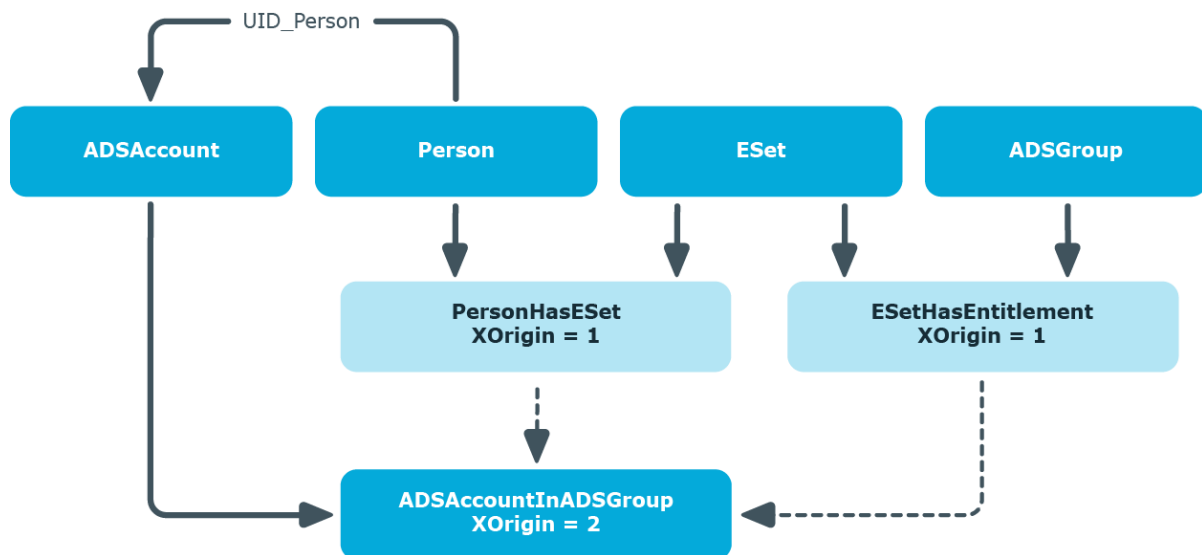 UID_Person
ADSAccount
Person
ESet
ADSGroup
PersonHasESet
XOrigin = 1
ESetHasEntitlement
XOrigin = 1
ADSAccountInADSGroup
XOrigin = 2